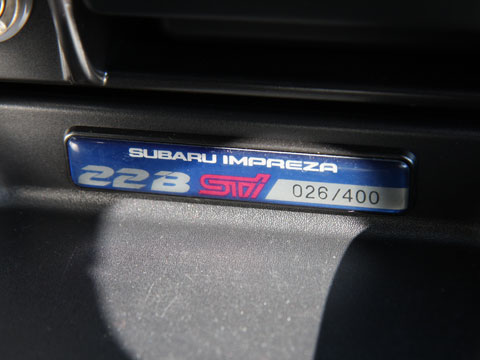 SUBARU IMPREZA
22B STi 026/400